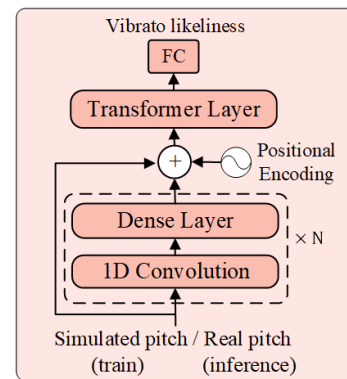 Vibrato likeliness
FC
Transformer Layer
+
Positional
Encoding
Dense Layer
× N
1D Convolution
Simulated pitch / Real pitch
(train) (inference)